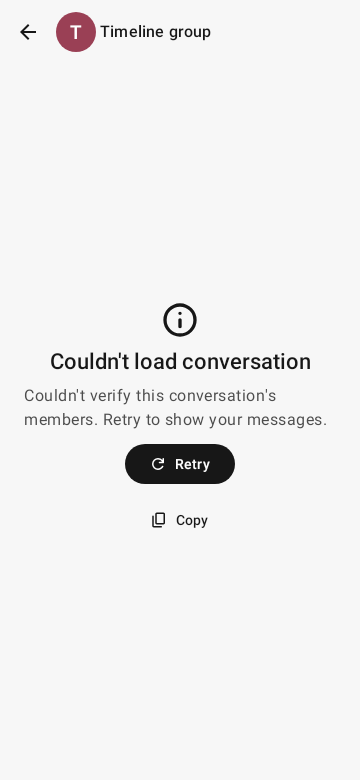 T
Timeline group
Couldn't load conversation
Couldn't verify this conversation's
members. Retry to show your messages.
Retry
Copy